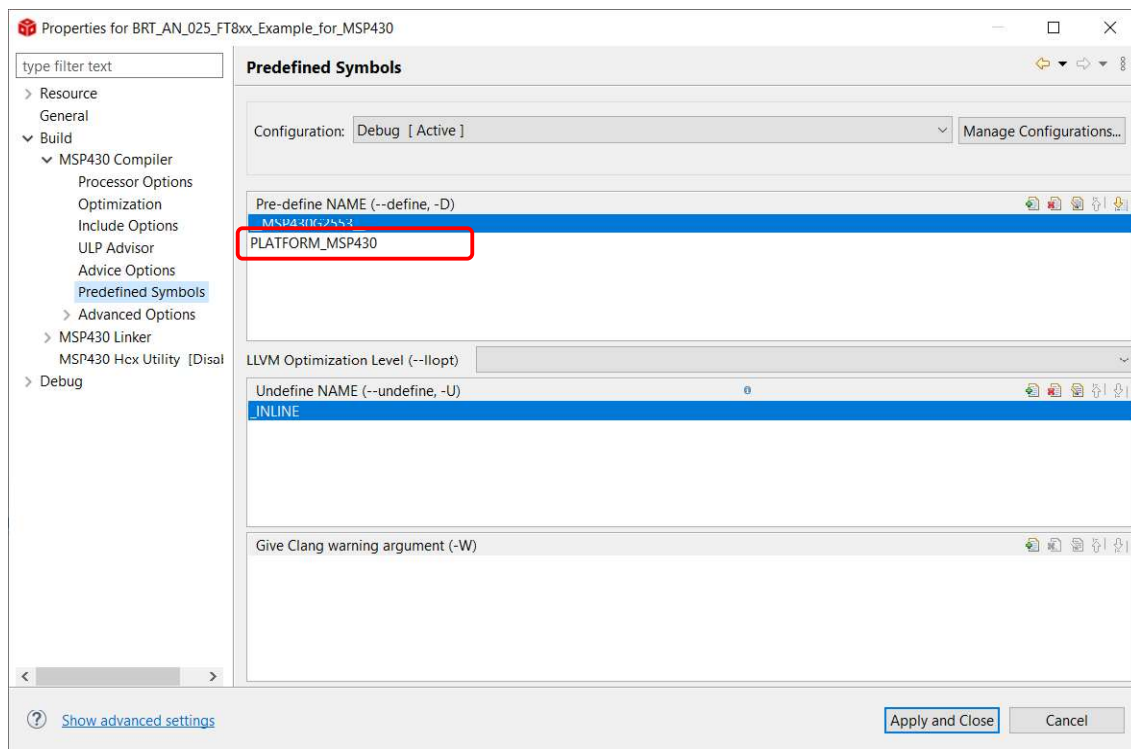 Properties for BRT_AN_025_FT8xx_Example_for_MSP430
type filter text
Predefined Symbols
Resource
General
Build
MSP430 Compiler
Processor Options
Optimization
Include Options
ULP Advisor
Advice Options
Predefined Symbols
Advanced Options
MSP430 Linker
MSP430 Hex Utility [Disal
Debug
Configuration: Debug [ Active ]
Manage Configurations...
Pre-define NAME (--define, -D)
__MSP430G2553__
PLATFORM_MSP430
LLVM Optimization Level (--llopt)
Undefine NAME (--undefine, -U)
_INLINE
Give Clang warning argument (-W)
Show advanced settings
Apply and Close
Cancel